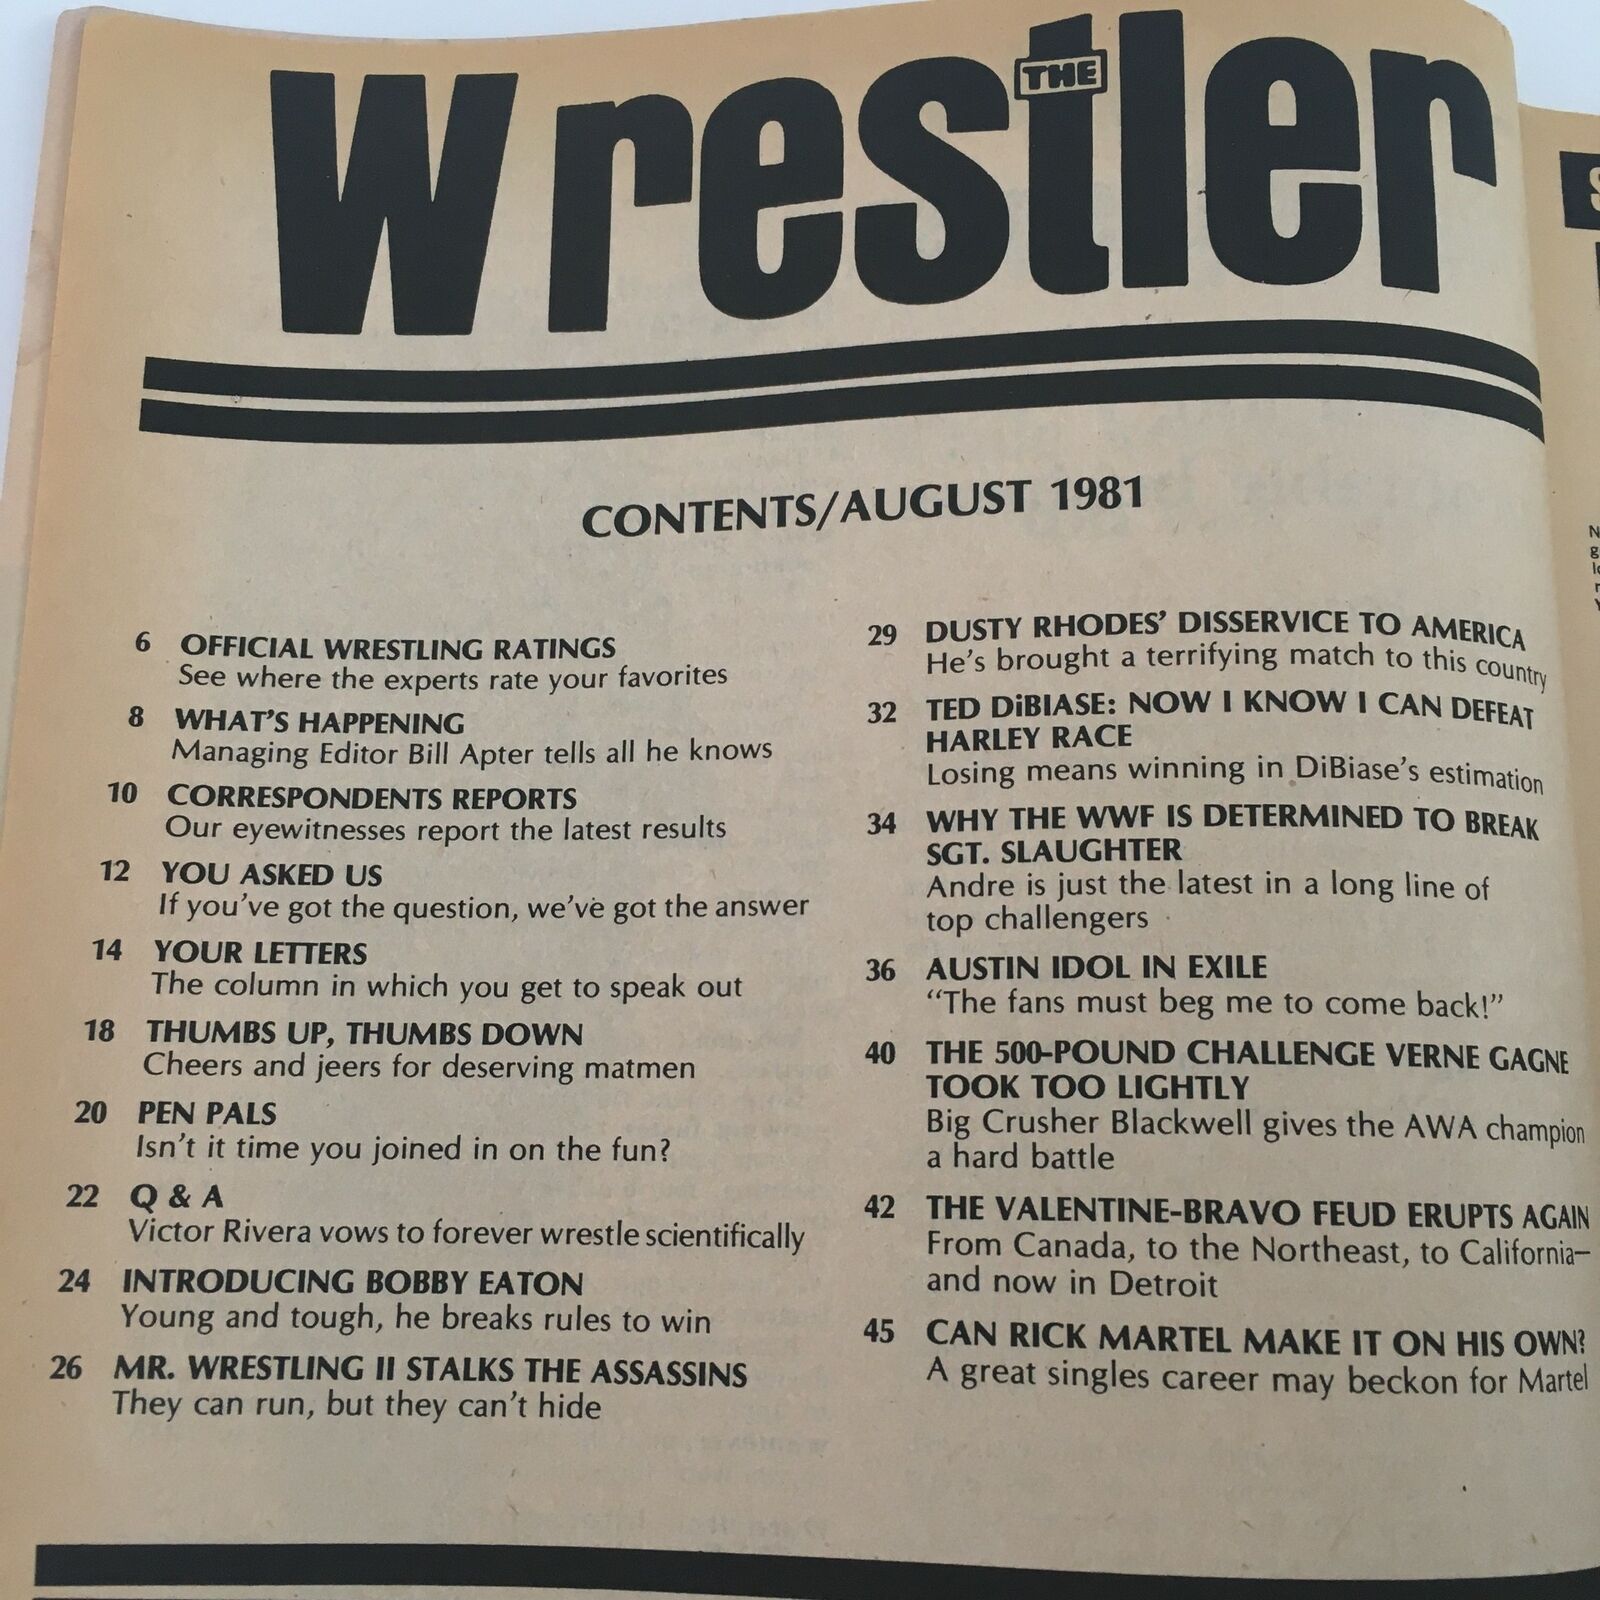 THE
Wrestler
CONTENTS/AUGUST 1981
6 OFFICIAL WRESTLING RATINGS
See where the experts rate your favorites
8 WHAT'S HAPPENING
Managing Editor Bill Apter tells all he knows
10 CORRESPONDENTS REPORTS
Our eyewitnesses report the latest results
12 YOU ASKED US
If you've got the question, we've got the answer
14 YOUR LETTERS
The column in which you get to speak out
18 THUMBS UP, THUMBS DOWN
Cheers and jeers for deserving matmen
20 PEN PALS
Isn't it time you joined in on the fun?
22 Q & A
Victor Rivera vows to forever wrestle scientifically
24 INTRODUCING BOBBY EATON
Young and tough, he breaks rules to win
26 MR. WRESTLING II STALKS THE ASSASSINS
They can run, but they can't hide
29 DUSTY RHODES' DISSERVICE TO AMERICA
He's brought a terrifying match to this country
32 TED DiBIASE: NOW I KNOW I CAN DEFEAT
HARLEY RACE
Losing means winning in DiBiase's estimation
34 WHY THE WWF IS DETERMINED TO BREAK
SGT. SLAUGHTER
Andre is just the latest in a long line of
top challengers
36 AUSTIN IDOL IN EXILE
"The fans must beg me to come back!"
40 THE 500-POUND CHALLENGE VERNE GAGNE
TOOK TOO LIGHTLY
Big Crusher Blackwell gives the AWA champion
a hard battle
42 THE VALENTINE-BRAVO FEUD ERUPTS AGAIN
From Canada, to the Northeast, to California—
and now in Detroit
45 CAN RICK MARTEL MAKE IT ON HIS OWN?
A great singles career may beckon for Martel